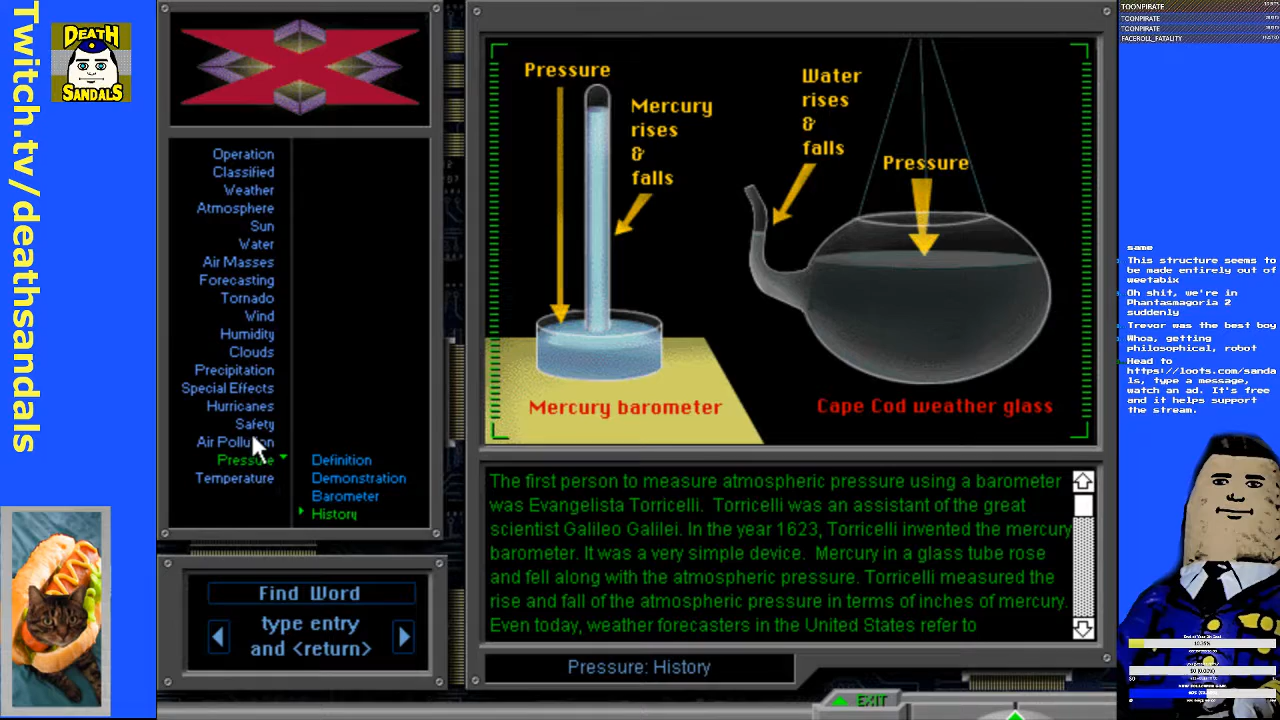 Twitch.tv/deathsandals
DEATH
SANDALS
Operation
Classified
Weather
Atmosphere
Sun
Water
Air Masses
Forecasting
Tornado
Wind
Humidity
Clouds
Precipitation
Special Effects
Hurricanes
Safety
Air Pollution
Pressure
Temperature
Definition
Demonstration
Barometer
History
Find Word
type entry
and <return>
Pressure
Mercury
rises
&
falls
Water
rises
&
falls
Pressure
Mercury barometer
Cape Cod weather glass
The first person to measure atmospheric pressure using a barometer
was Evangelista Torricelli. Torricelli was an assistant of the great
scientist Galileo Galilei. In the year 1623, Torricelli invented the mercury
barometer. It was a very simple device. Mercury in a glass tube rose
and fell along with the atmospheric pressure. Torricelli measured the
rise and fall of the atmospheric pressure in terms of inches of mercury.
Even today, weather forecasters in the United States refer to
Pressure: History
EXIT
TOONPIRATE
TOONPIRATE
FACEROLL_FATALITY
same
This structure seems to
be made entirely out of
weetabix
Oh shit, we're in
Phantasmagoria 2
suddenly
Trevor was the best boy
Whoa, getting
philosophical, robot
Head to
http://loots.com/sanda
ls, type a message,
watch an ad. It's free
and it helps support
the stream.